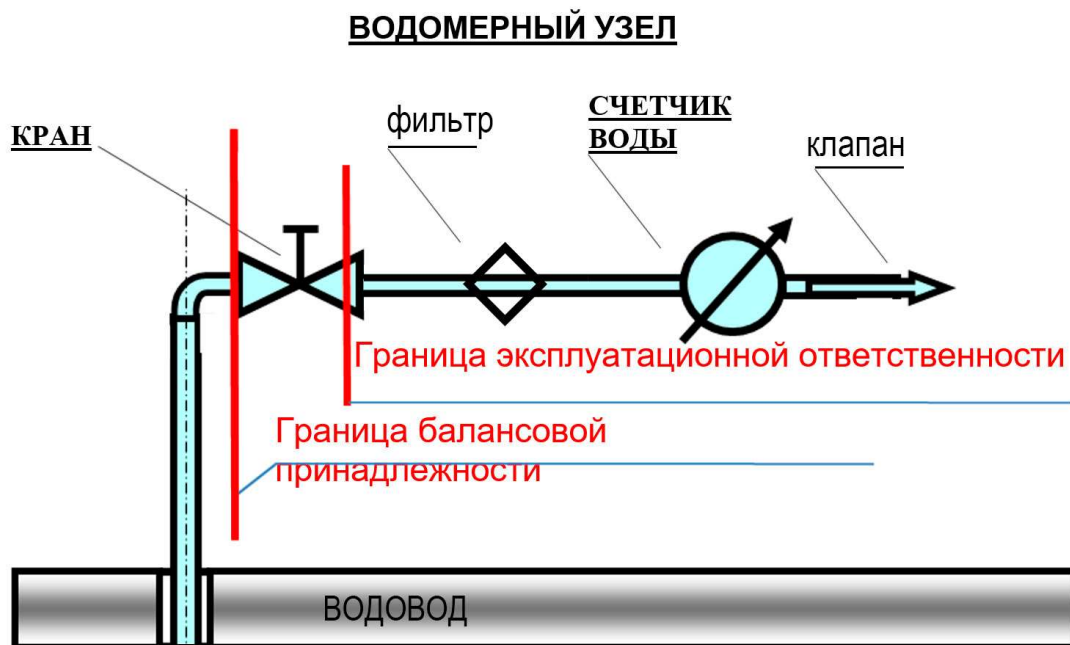 ВОДОМЕРНЫЙ УЗЕЛ
КРАН
фильтр
СЧЕТЧИК
ВОДЫ
клапан
Граница эксплуатационной ответственности
Граница балансовой
принадлежности
ВОДОВОД